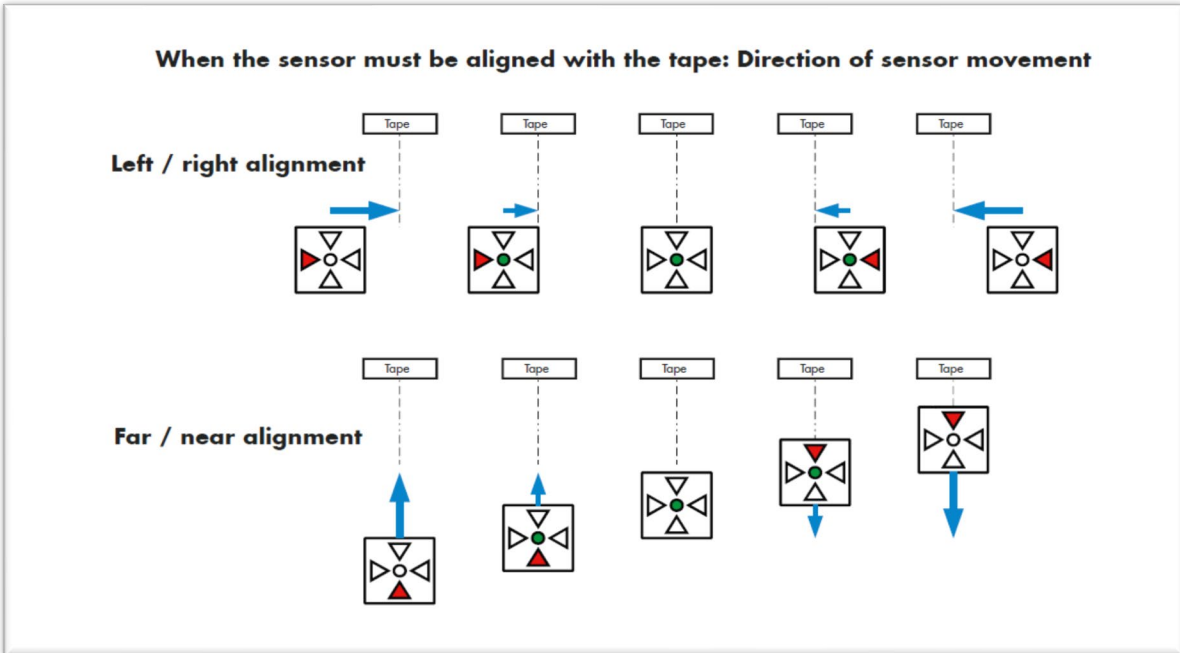 When the sensor must be aligned with the tape: Direction of sensor movement
Tape Tape Tape Tape Tape
Left / right alignment
Tape Tape Tape Tape Tape
Far / near alignment